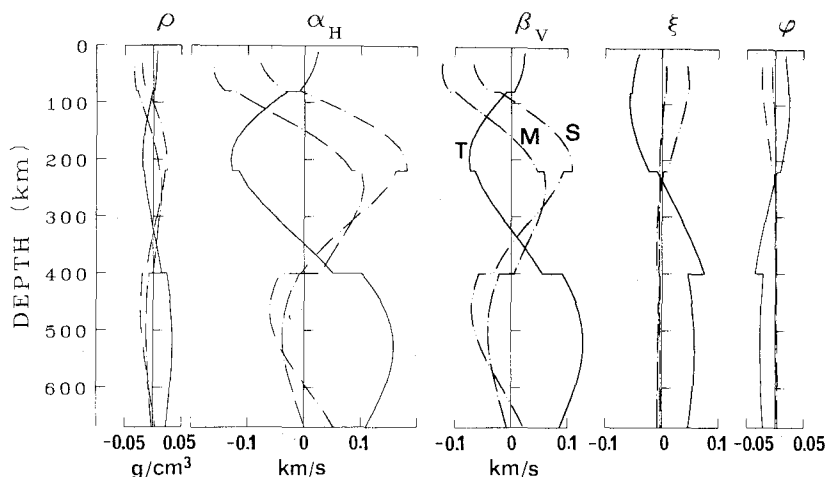 ρ α_H β_V ξ φ
0
100
200
300
400
500
600
DEPTH (km)
T M S
-0.05 0.05 -0.1 0 0.1 -0.1 0 0.1 -0.1 0 0.1 -0.05 0.05
g/cm³ km/s km/s